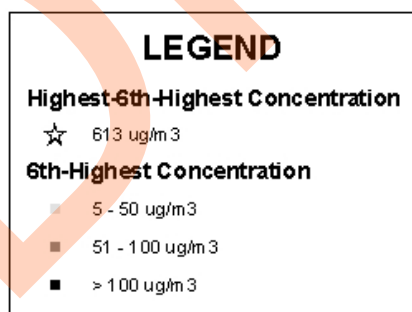 LEGEND
Highest-6th-Highest Concentration
613 ug/m3
6th-Highest Concentration
5 - 50 ug/m3
51 - 100 ug/m3
> 100 ug/m3